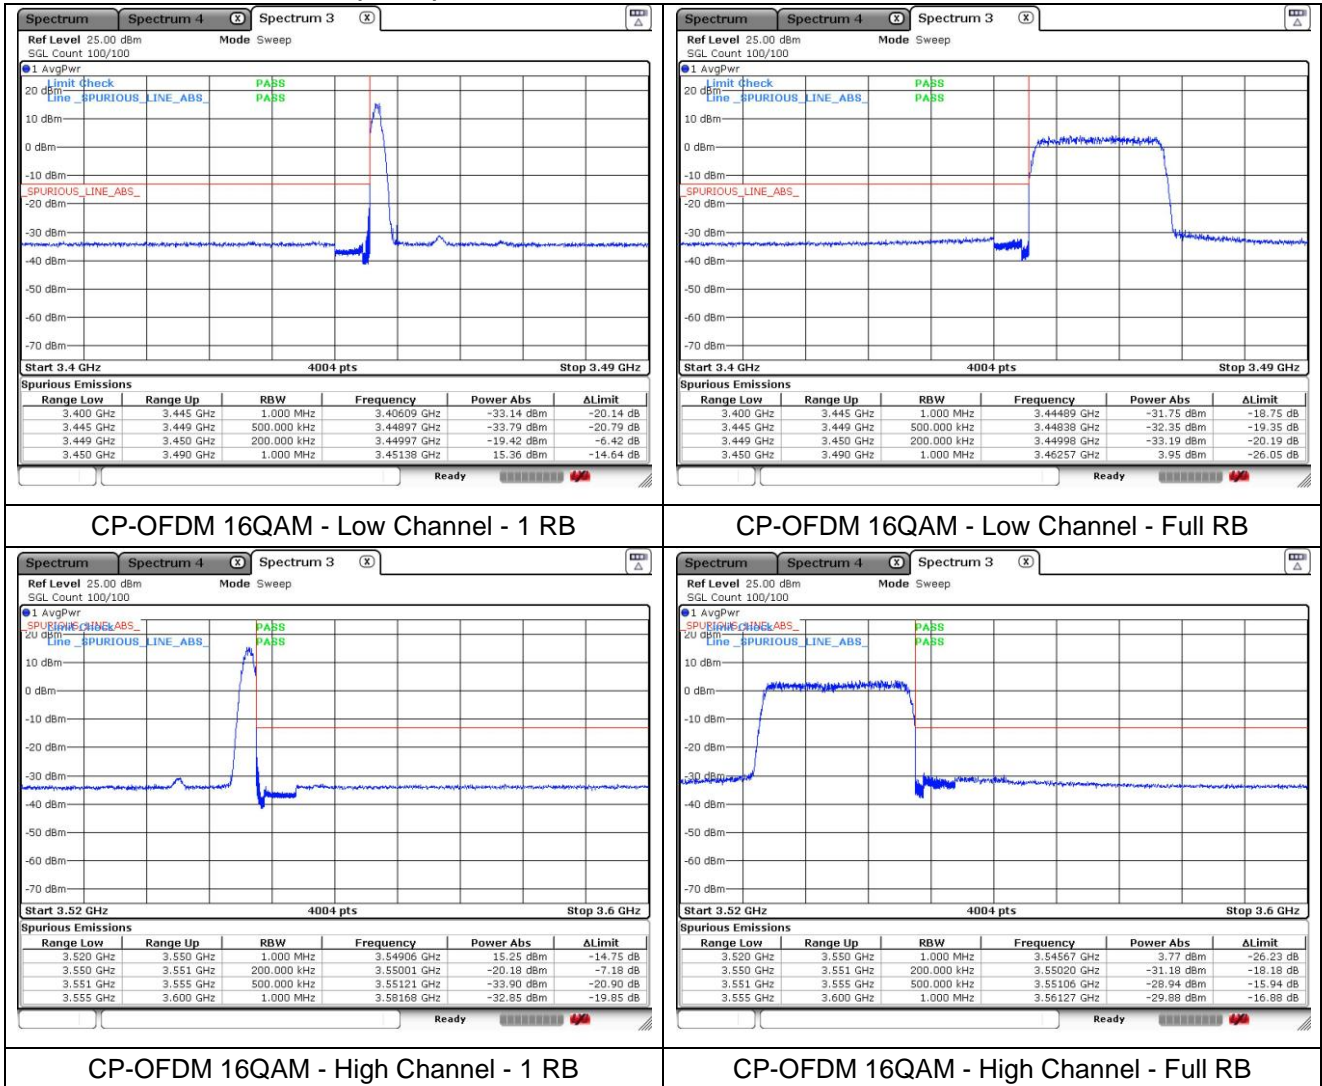 Spectrum Spectrum 4 X Spectrum 3 X
Ref Level 25.00 dBm Mode Sweep
SGL Count 100/100
1 AvgPwr
Limit Check PASS
20 dBm
Line _SPURIOUS_LINE_ABS_ PASS
10 dBm
0 dBm
-10 dBm
_SPURIOUS_LINE_ABS_
-20 dBm
-30 dBm
-40 dBm
-50 dBm
-60 dBm
-70 dBm
Start 3.4 GHz 4004 pts Stop 3.49 GHz
Spurious Emissions
Range Low Range Up RBW Frequency Power Abs ΔLimit
3.400 GHz 3.445 GHz 1.000 MHz 3.40609 GHz -33.14 dBm -20.14 dB
3.445 GHz 3.449 GHz 500.000 kHz 3.44897 GHz -33.79 dBm -20.79 dB
3.449 GHz 3.450 GHz 200.000 kHz 3.44997 GHz -19.42 dBm -6.42 dB
3.450 GHz 3.490 GHz 1.000 MHz 3.45138 GHz 15.36 dBm -14.64 dB
Ready
CP-OFDM 16QAM - Low Channel - 1 RB
Spectrum Spectrum 4 X Spectrum 3 X
Ref Level 25.00 dBm Mode Sweep
SGL Count 100/100
1 AvgPwr
Limit Check PASS
20 dBm
Line _SPURIOUS_LINE_ABS_ PASS
10 dBm
0 dBm
-10 dBm
_SPURIOUS_LINE_ABS_
-20 dBm
-30 dBm
-40 dBm
-50 dBm
-60 dBm
-70 dBm
Start 3.4 GHz 4004 pts Stop 3.49 GHz
Spurious Emissions
Range Low Range Up RBW Frequency Power Abs ΔLimit
3.400 GHz 3.445 GHz 1.000 MHz 3.44489 GHz -31.75 dBm -18.75 dB
3.445 GHz 3.449 GHz 500.000 kHz 3.44838 GHz -32.35 dBm -19.35 dB
3.449 GHz 3.450 GHz 200.000 kHz 3.44998 GHz -33.19 dBm -20.19 dB
3.450 GHz 3.490 GHz 1.000 MHz 3.46257 GHz 3.95 dBm -26.05 dB
Ready
CP-OFDM 16QAM - Low Channel - Full RB
Spectrum Spectrum 4 X Spectrum 3 X
Ref Level 25.00 dBm Mode Sweep
SGL Count 100/100
1 AvgPwr
_SPURIOUS_LINE_ABS_
Limit Check PASS
20 dBm
Line _SPURIOUS_LINE_ABS_ PASS
10 dBm
0 dBm
-10 dBm
-20 dBm
-30 dBm
-40 dBm
-50 dBm
-60 dBm
-70 dBm
Start 3.52 GHz 4004 pts Stop 3.6 GHz
Spurious Emissions
Range Low Range Up RBW Frequency Power Abs ΔLimit
3.520 GHz 3.550 GHz 1.000 MHz 3.54906 GHz 15.25 dBm -14.75 dB
3.550 GHz 3.551 GHz 200.000 kHz 3.55001 GHz -20.18 dBm -7.18 dB
3.551 GHz 3.555 GHz 500.000 kHz 3.55121 GHz -33.90 dBm -20.90 dB
3.555 GHz 3.600 GHz 1.000 MHz 3.58168 GHz -32.85 dBm -19.85 dB
Ready
CP-OFDM 16QAM - High Channel - 1 RB
Spectrum Spectrum 4 X Spectrum 3 X
Ref Level 25.00 dBm Mode Sweep
SGL Count 100/100
1 AvgPwr
_SPURIOUS_LINE_ABS_
Limit Check PASS
20 dBm
Line _SPURIOUS_LINE_ABS_ PASS
10 dBm
0 dBm
-10 dBm
-20 dBm
-30 dBm
-40 dBm
-50 dBm
-60 dBm
-70 dBm
Start 3.52 GHz 4004 pts Stop 3.6 GHz
Spurious Emissions
Range Low Range Up RBW Frequency Power Abs ΔLimit
3.520 GHz 3.550 GHz 1.000 MHz 3.54567 GHz 3.77 dBm -26.23 dB
3.550 GHz 3.551 GHz 200.000 kHz 3.55020 GHz -31.18 dBm -18.18 dB
3.551 GHz 3.555 GHz 500.000 kHz 3.55106 GHz -28.94 dBm -15.94 dB
3.555 GHz 3.600 GHz 1.000 MHz 3.56127 GHz -29.88 dBm -16.88 dB
Ready
CP-OFDM 16QAM - High Channel - Full RB